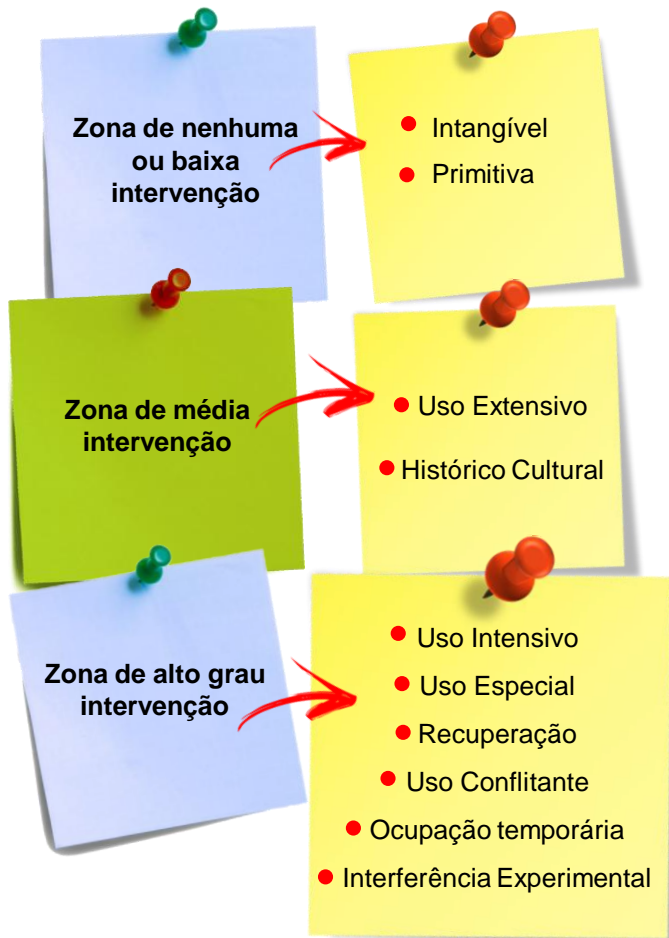 Zona de nenhuma
ou baixa
intervenção
Intangível
Primitiva
Zona de média
intervenção
Uso Extensivo
Histórico Cultural
Zona de alto grau
intervenção
Uso Intensivo
Uso Especial
Recuperação
Uso Conflitante
Ocupação temporária
Interferência Experimental